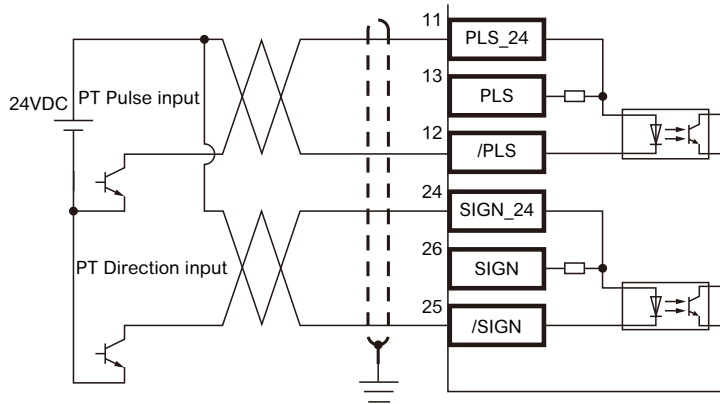 11
PLS_24
13
PLS
24VDC
PT Pulse input
12
/PLS
24
SIGN_24
26
SIGN
PT Direction input
25
/SIGN